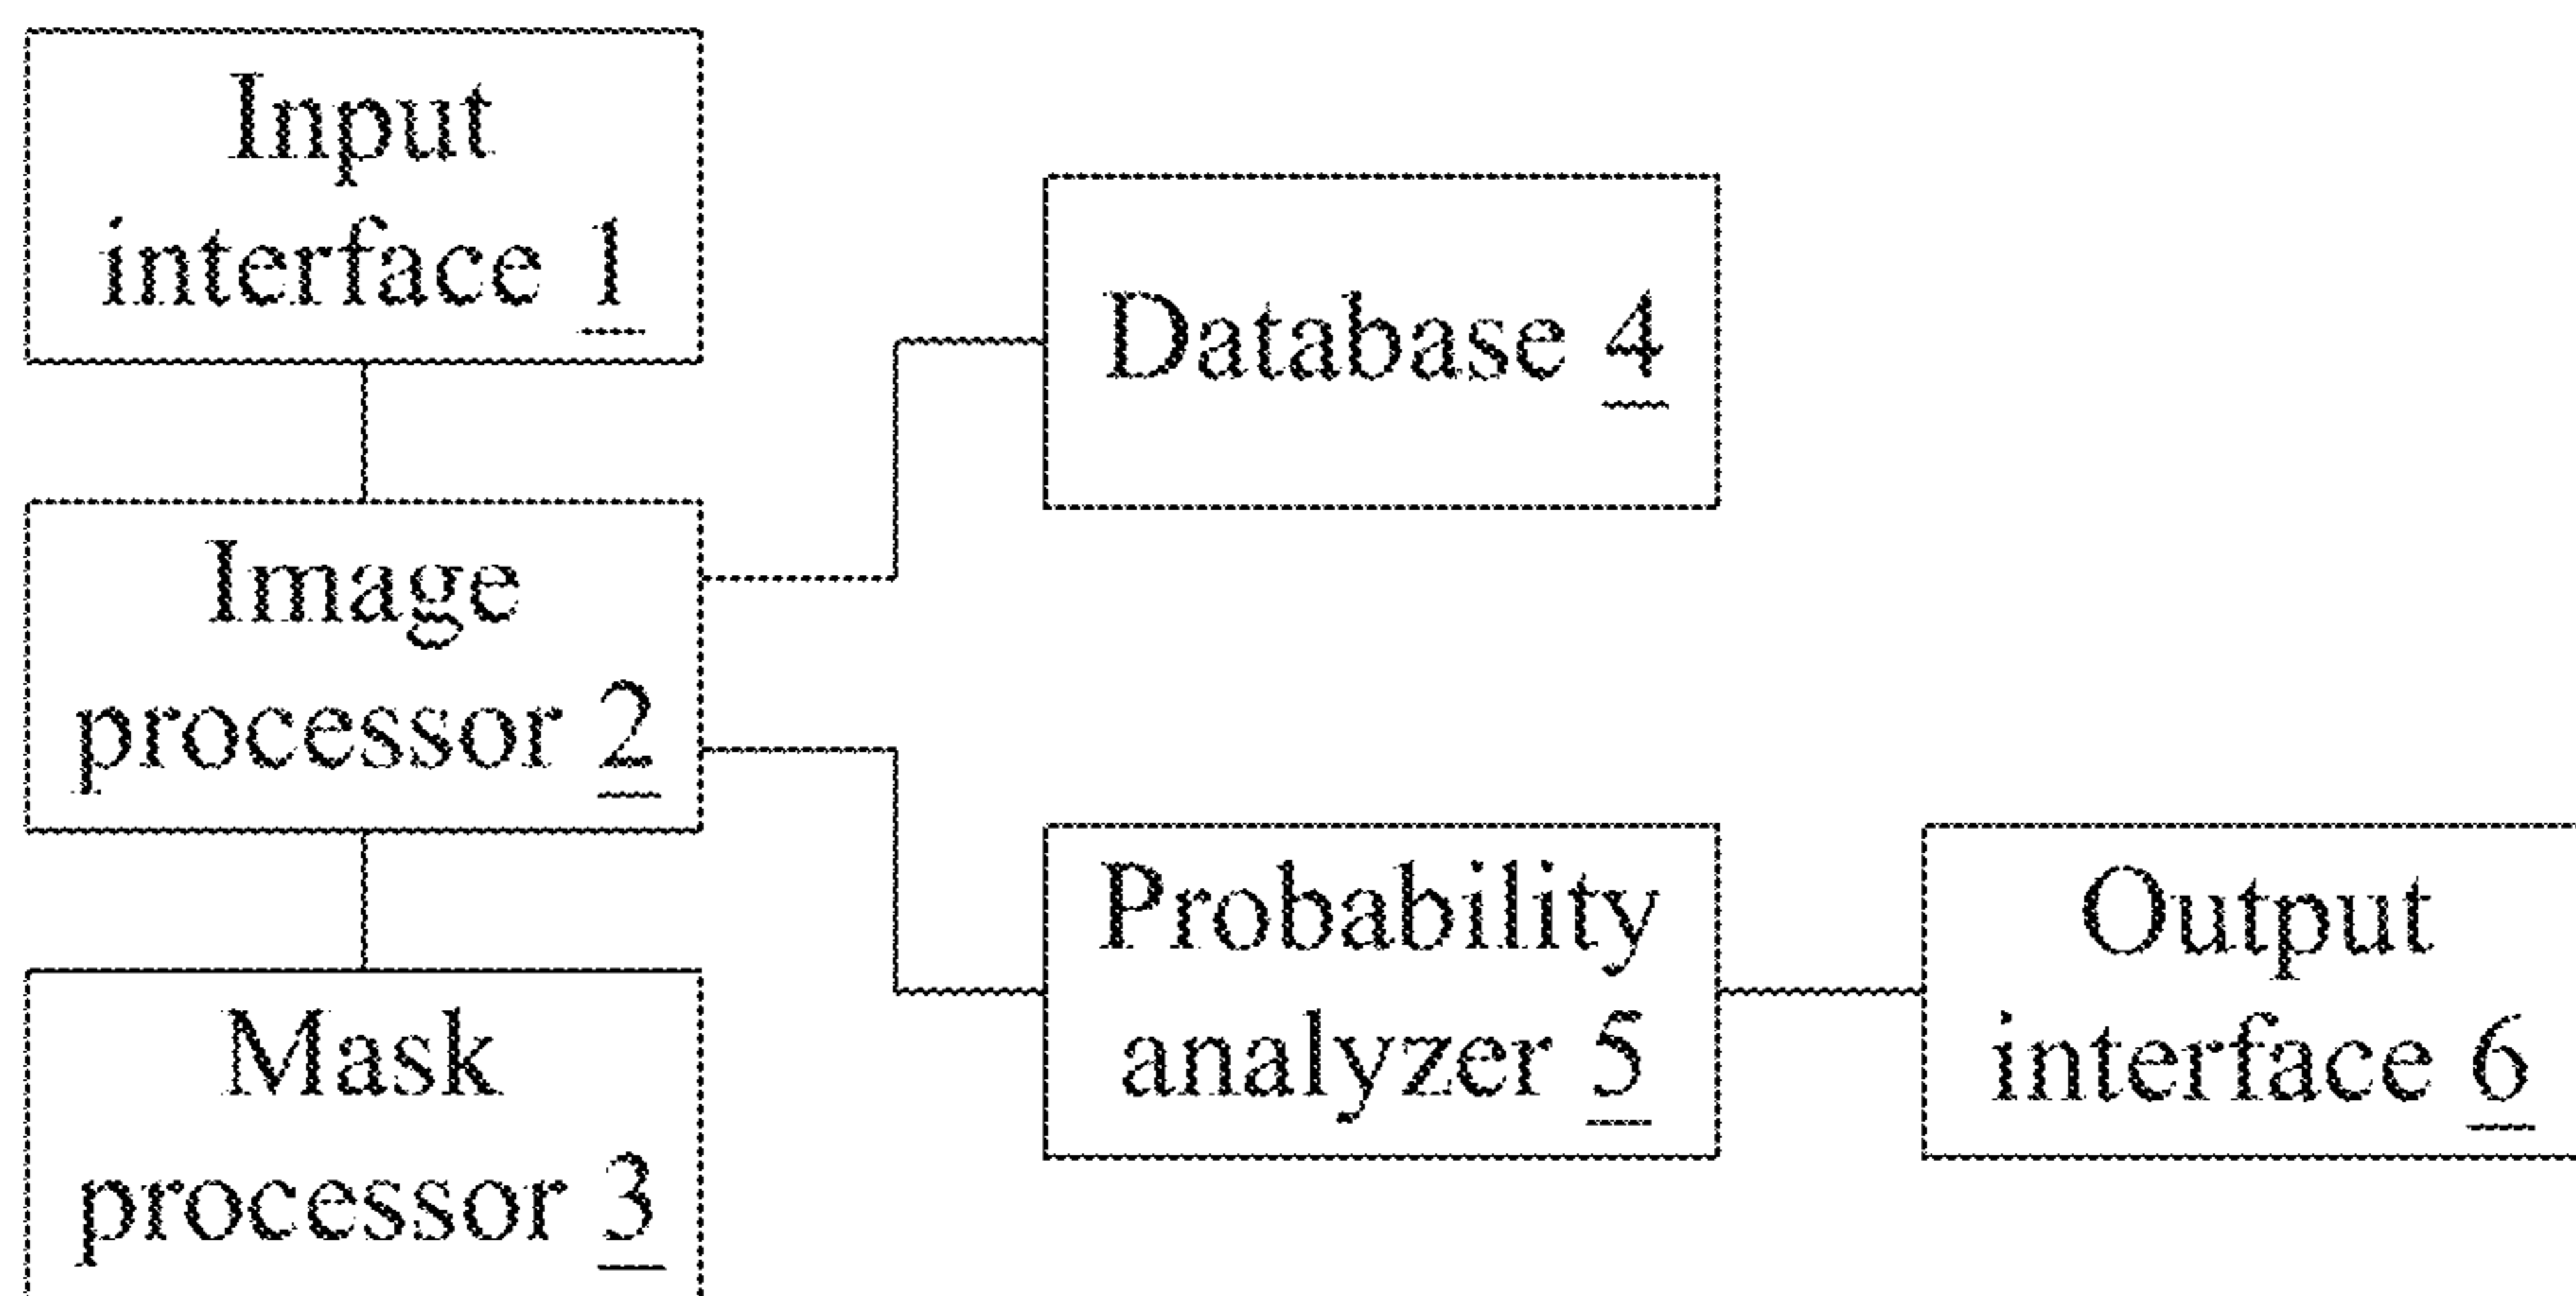 Input
interface 1
Image
processor 2
Mask
processor 3
Database 4
Probability
analyzer 5
Output
interface 6